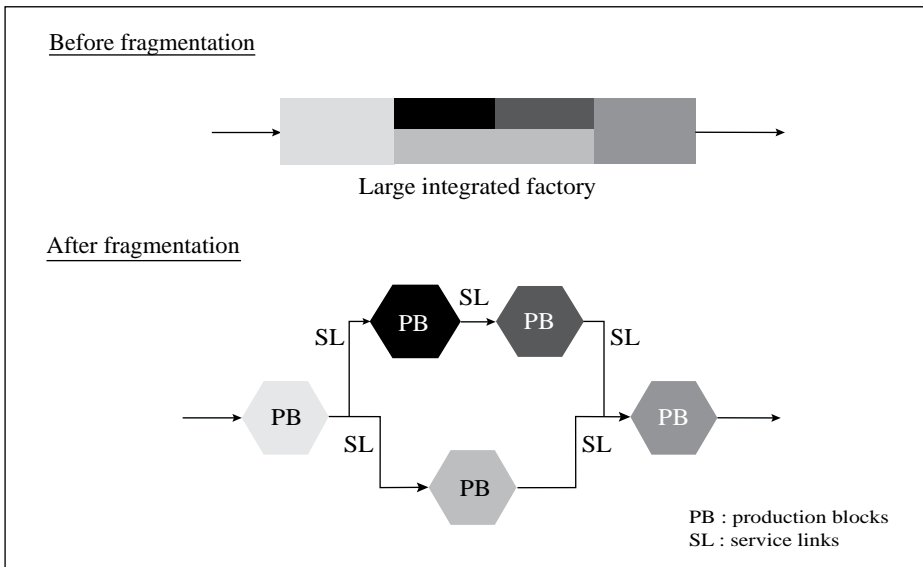 Before fragmentation
Large integrated factory
After fragmentation
SL
PB
PB
SL
SL
PB
PB
SL
SL
PB
PB : production blocks
SL : service links